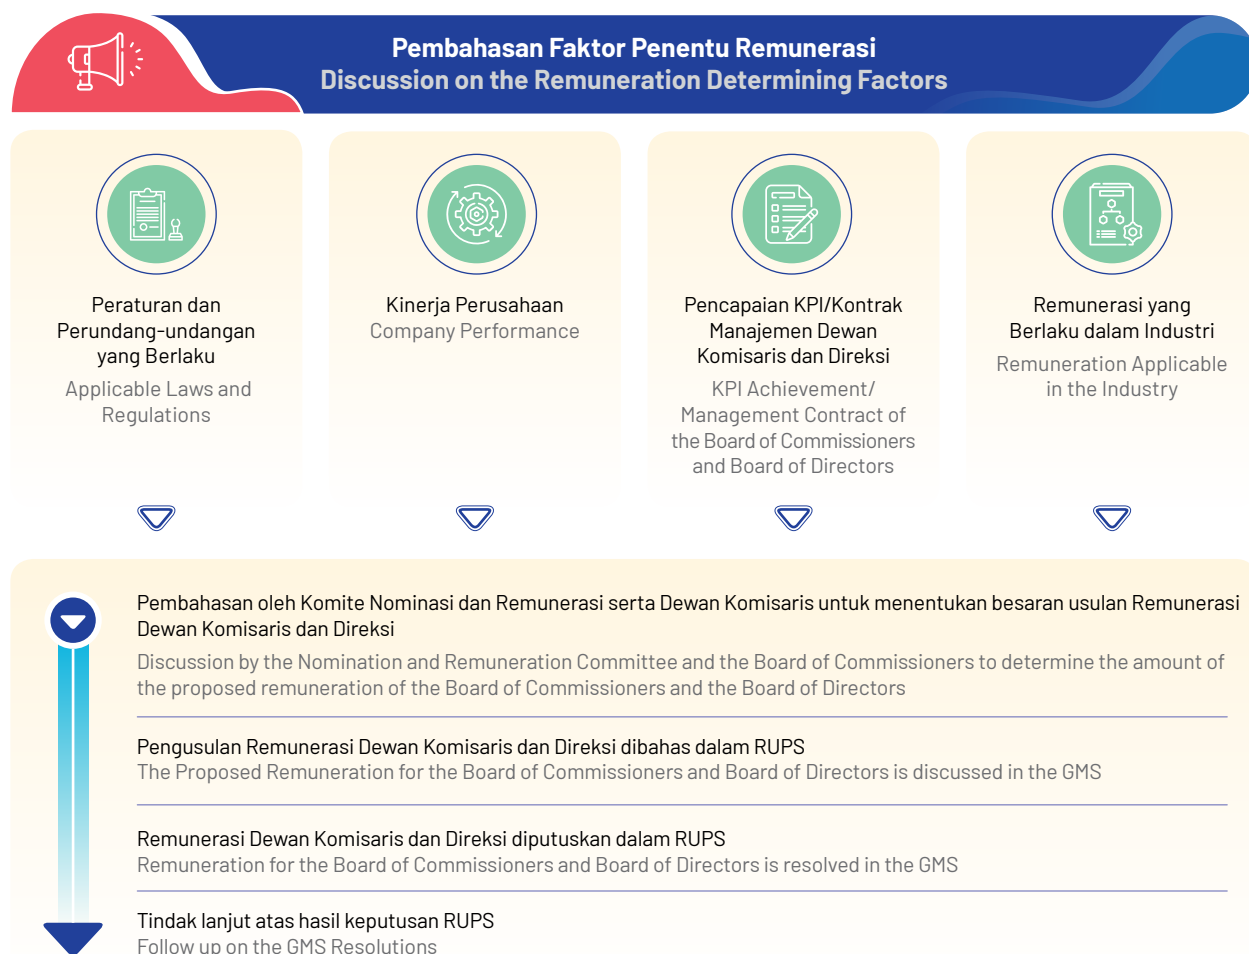 Pembahasan Faktor Penentu Remunerasi
Discussion on the Remuneration Determining Factors
Peraturan dan
Perundang-undangan
yang Berlaku
Applicable Laws and
Regulations
Kinerja Perusahaan
Company Performance
Pencapaian KPI/Kontrak
Manajemen Dewan
Komisaris dan Direksi
KPI Achievement/
Management Contract of
the Board of Commissioners
and Board of Directors
Remunerasi yang
Berlaku dalam Industri
Remuneration Applicable
in the Industry
Pembahasan oleh Komite Nominasi dan Remunerasi serta Dewan Komisaris untuk menentukan besaran usulan Remunerasi
Dewan Komisaris dan Direksi
Discussion by the Nomination and Remuneration Committee and the Board of Commissioners to determine the amount of
the proposed remuneration of the Board of Commissioners and the Board of Directors
Pengusulan Remunerasi Dewan Komisaris dan Direksi dibahas dalam RUPS
The Proposed Remuneration for the Board of Commissioners and Board of Directors is discussed in the GMS
Remunerasi Dewan Komisaris dan Direksi diputuskan dalam RUPS
Remuneration for the Board of Commissioners and Board of Directors is resolved in the GMS
Tindak lanjut atas hasil keputusan RUPS
Follow up on the GMS Resolutions